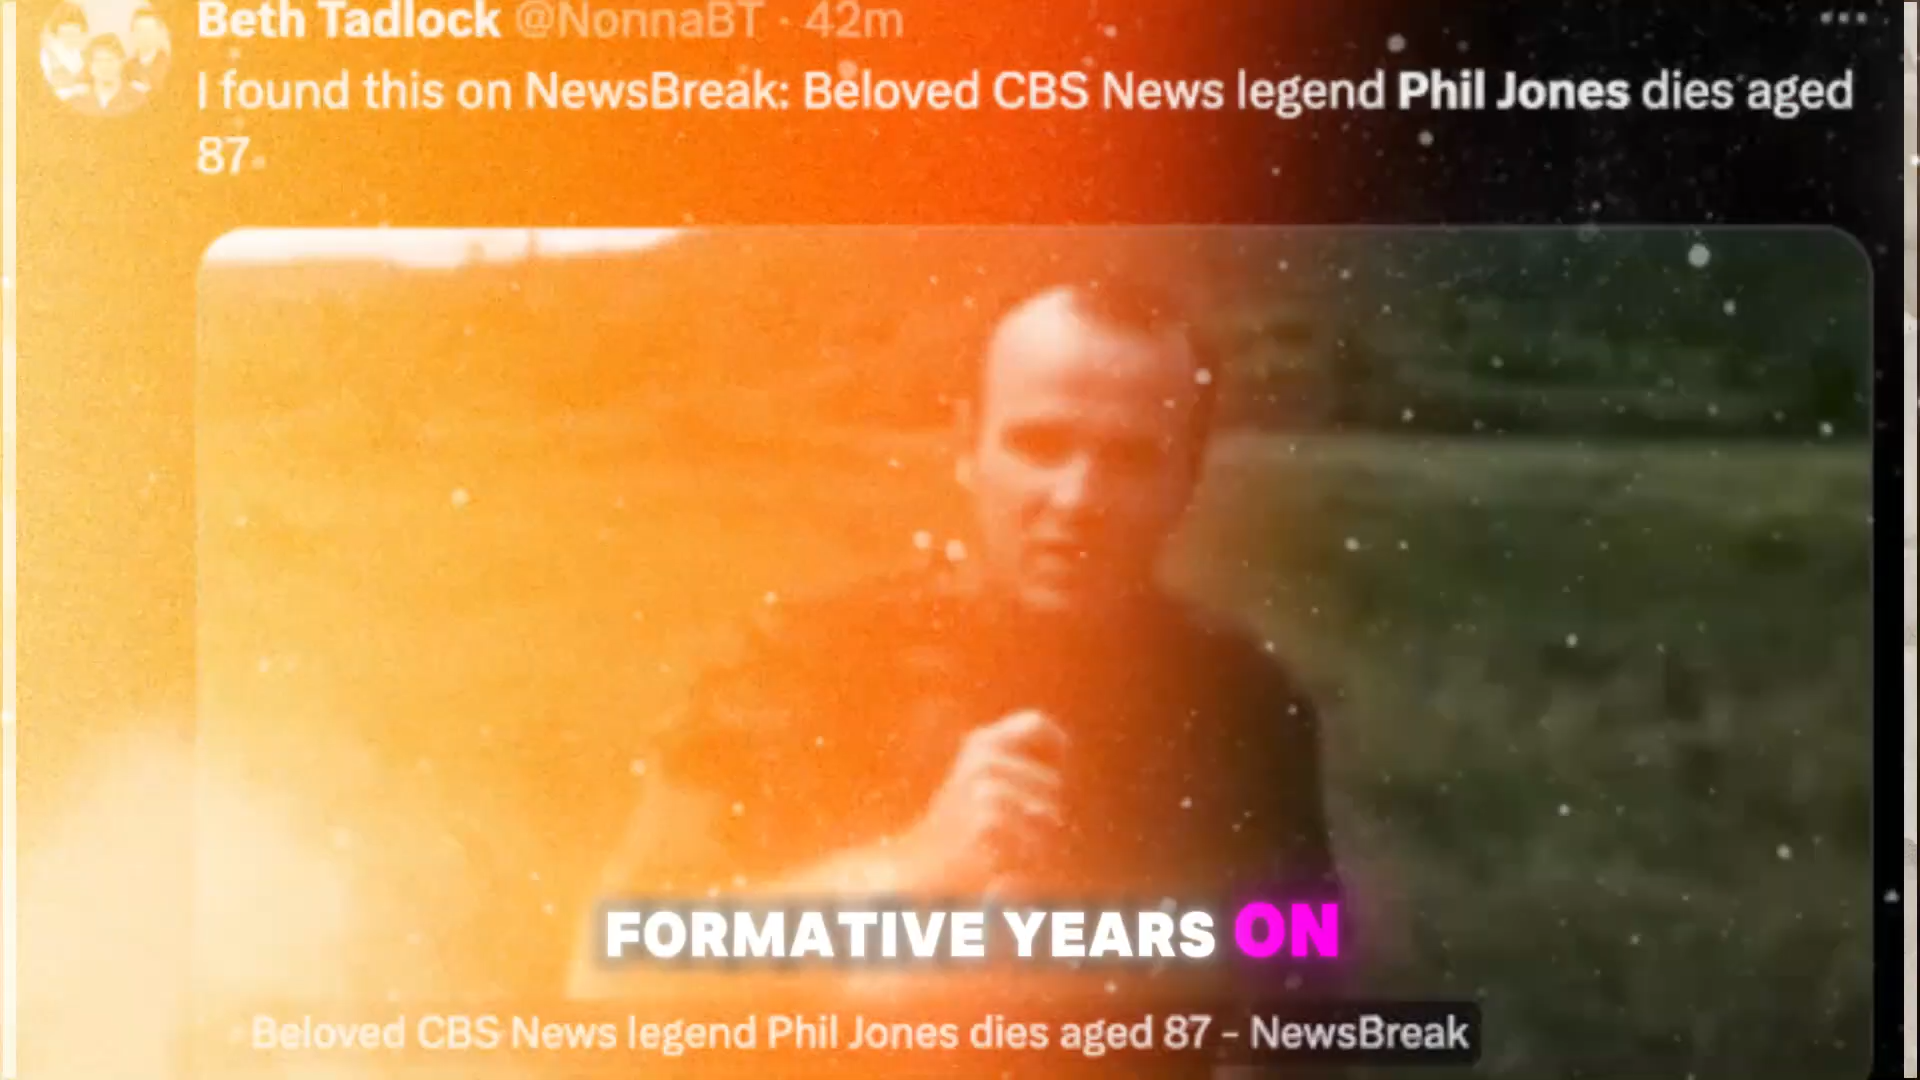 Beth Tadlock @NonnaBT · 42m
I found this on NewsBreak: Beloved CBS News legend Phil Jones dies aged
87.
FORMATIVE YEARS ON
Beloved CBS News legend Phil Jones dies aged 87 - NewsBreak